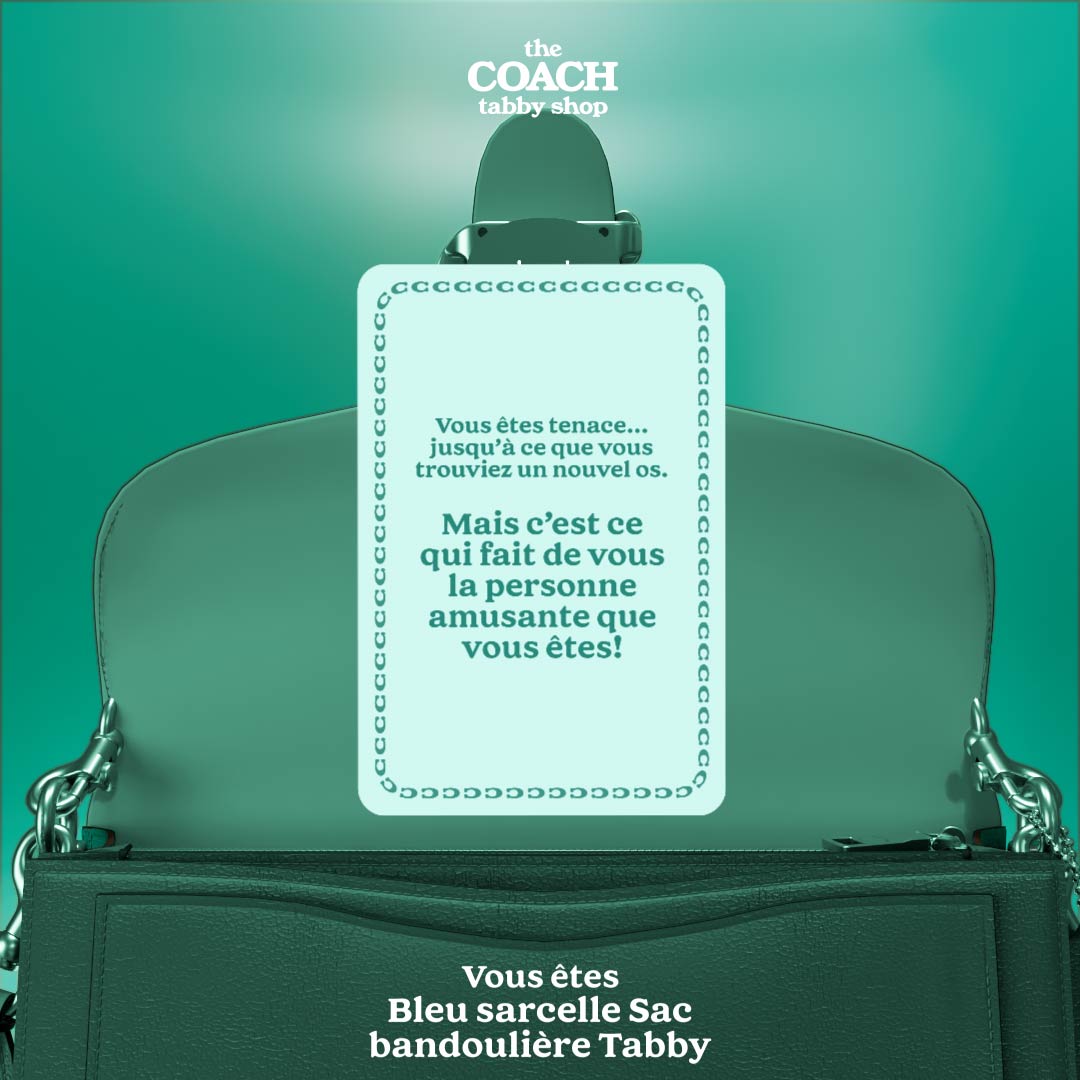 the
COACH
tabby shop
Vous êtes tenace...
jusqu’à ce que vous
trouviez un nouvel os.
Mais c’est ce
qui fait de vous
la personne
amusante que
vous êtes!
Vous êtes
Bleu sarcelle Sac
bandoulière Tabby